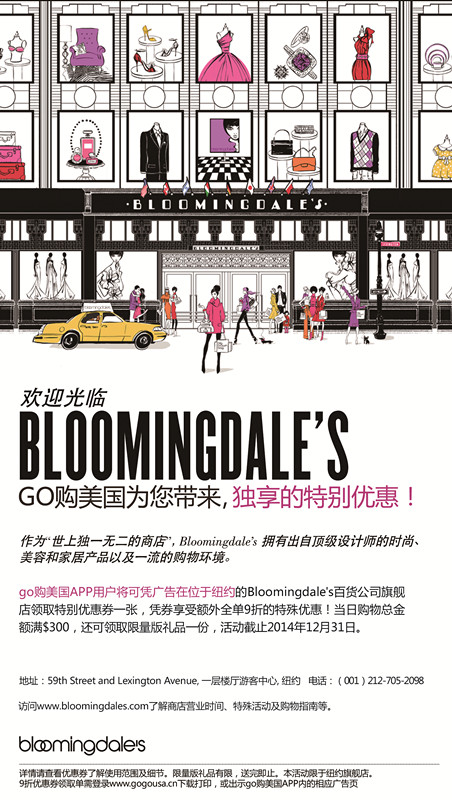 BLOOMINGDALE'S
BLOOMINGDALE'S
欢迎光临
BLOOMINGDALE'S
GO购美国为您带来,独享的特别优惠！
作为“世上独一无二的商店”, Bloomingdale's 拥有出自顶级设计师的时尚、
美容和家居产品以及一流的购物环境。
go购美国APP用户将可凭广告在位于纽约的Bloomingdale's百货公司旗舰
店领取特别优惠券一张，凭券享受额外全单9折的特殊优惠！当日购物总金
额满$300，还可领取限量版礼品一份，活动截止2014年12月31日。
地址：59th Street and Lexington Avenue, 一层楼厅游客中心, 纽约 电话：（001）212-705-2098
访问www.bloomingdales.com了解商店营业时间、特殊活动及购物指南等。
bloomingdale's
详情请查看优惠券了解使用范围及细节。限量版礼品有限，送完即止。本活动限于纽约旗舰店。
9折优惠券领取单需登录www.gogousa.cn下载打印，或出示go购美国APP内的相应广告页